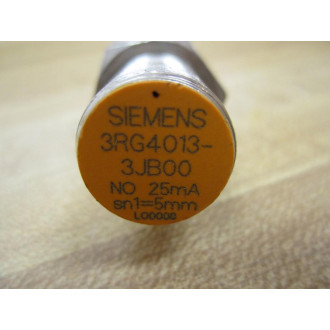 SIEMENS
3RG4013-
3JB00
NO 25mA
sn1=5mm